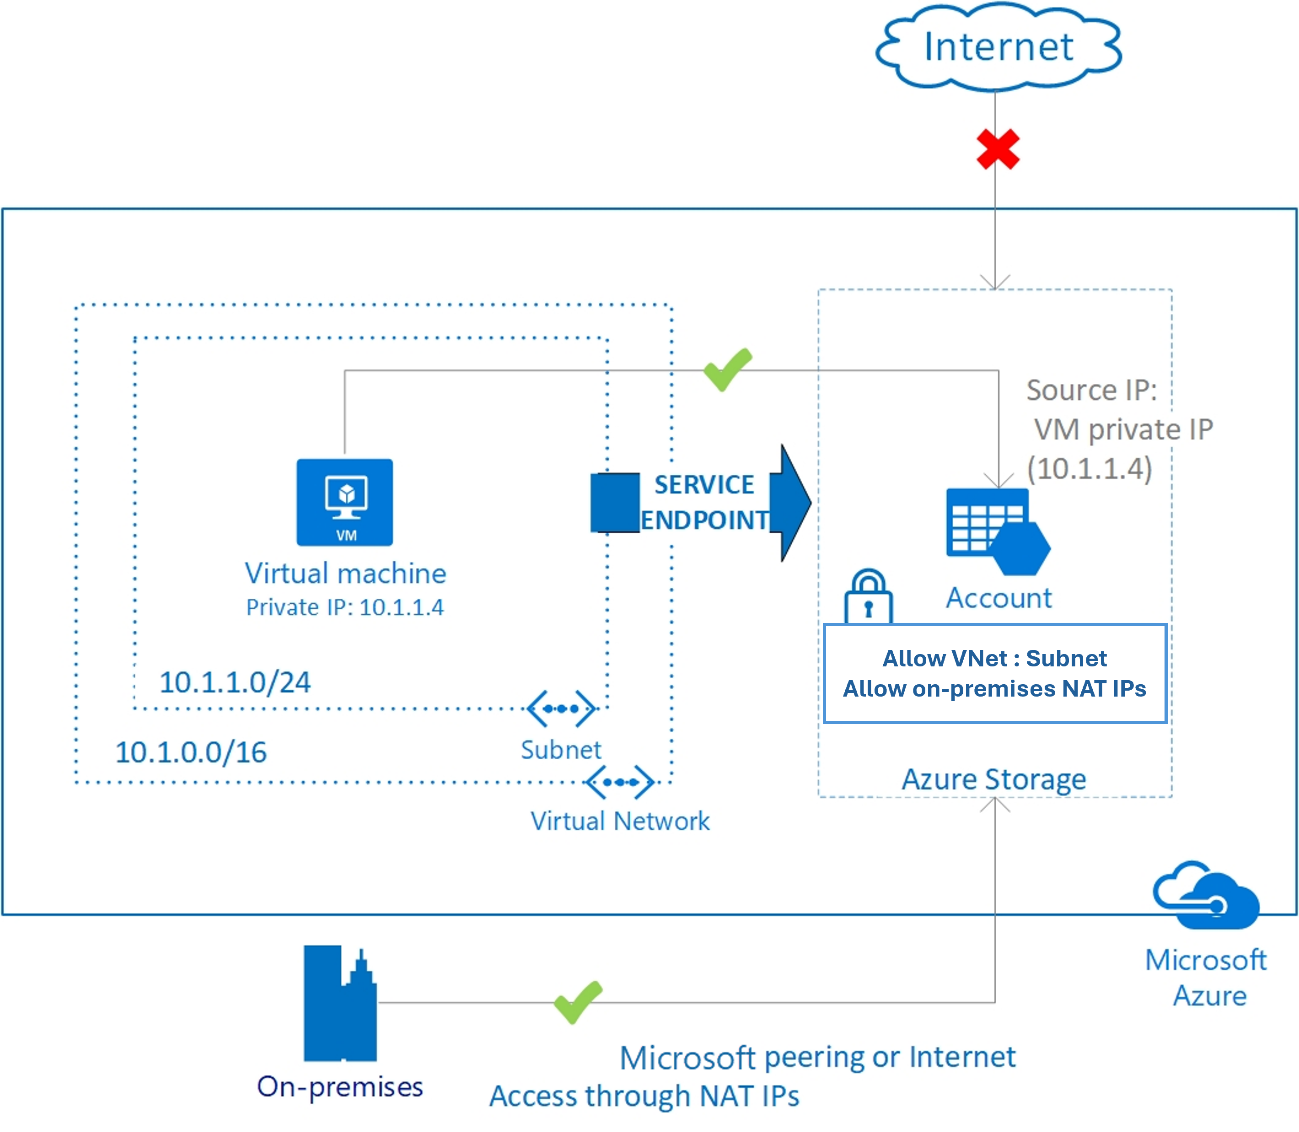 Internet
Source IP:
VM private IP
(10.1.1.4)
SERVICE
ENDPOINT
VM
Virtual machine
Private IP: 10.1.1.4
Account
Allow VNet : Subnet
Allow on-premises NAT IPs
10.1.1.0/24
10.1.0.0/16
Subnet
Virtual Network
Azure Storage
Microsoft
Azure
On-premises
Microsoft peering or Internet
Access through NAT IPs